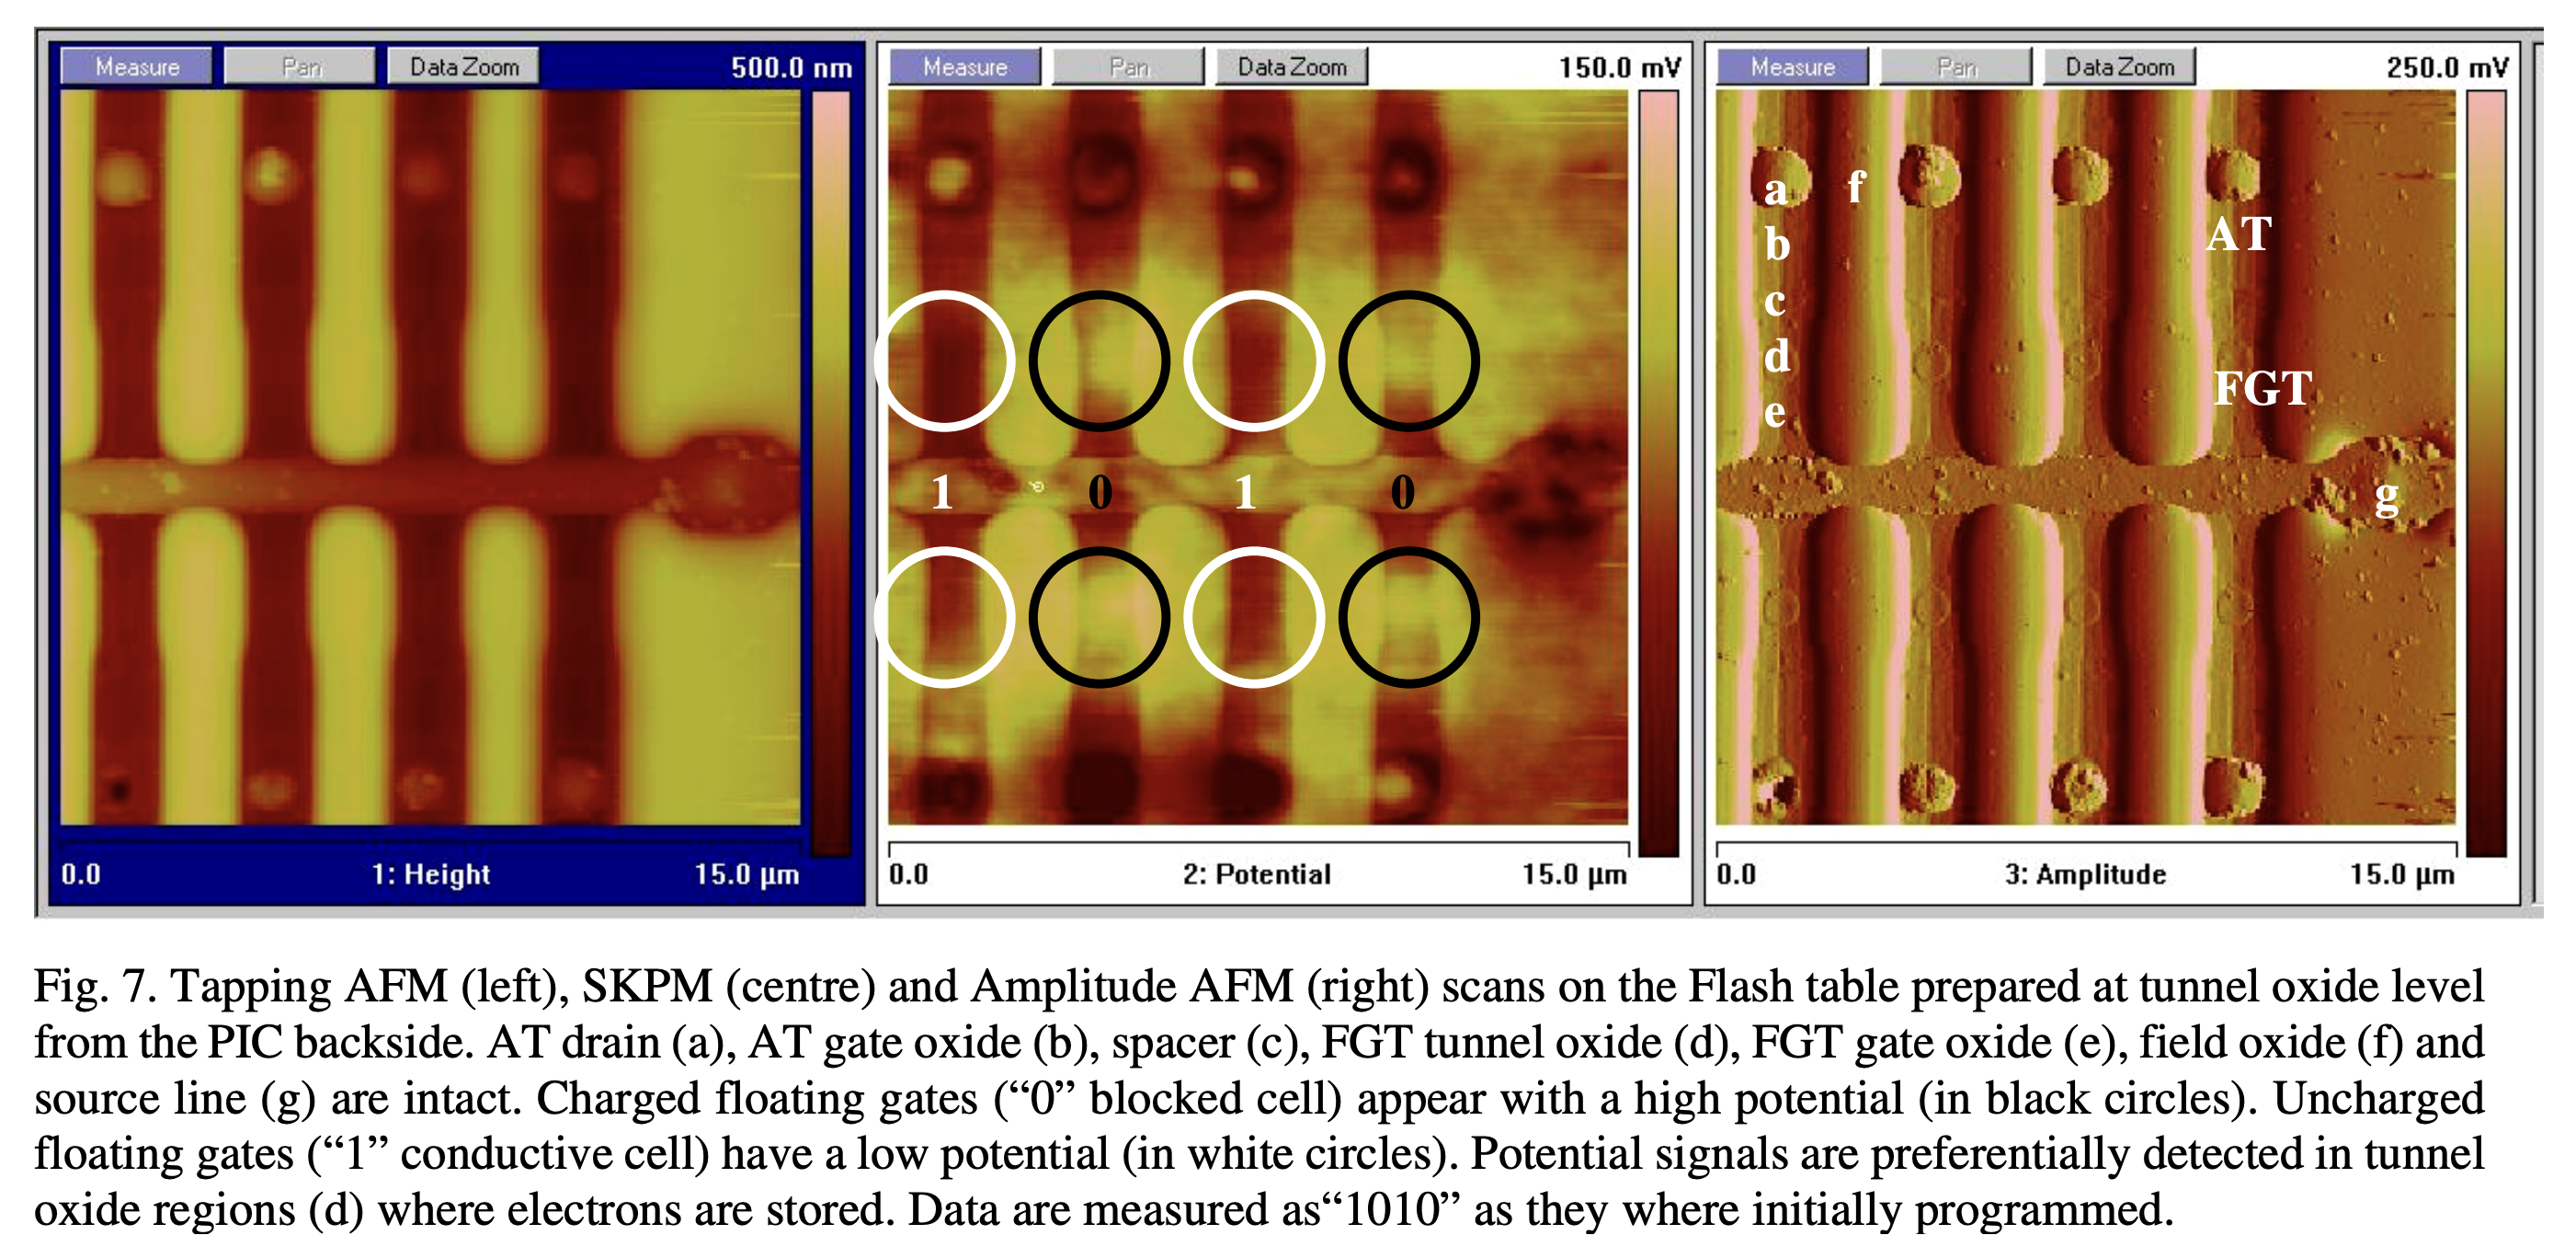 Measure Pan Data Zoom 500.0 nm
0.0 1: Height 15.0 µm
Measure Pan Data Zoom 150.0 mV
1 0 1 0
0.0 2: Potential 15.0 µm
Measure Pan Data Zoom 250.0 mV
a f
b AT
c
d
e FGT
g
0.0 3: Amplitude 15.0 µm
Fig. 7. Tapping AFM (left), SKPM (centre) and Amplitude AFM (right) scans on the Flash table prepared at tunnel oxide level
from the PIC backside. AT drain (a), AT gate oxide (b), spacer (c), FGT tunnel oxide (d), FGT gate oxide (e), field oxide (f) and
source line (g) are intact. Charged floating gates (“0” blocked cell) appear with a high potential (in black circles). Uncharged
floating gates (“1” conductive cell) have a low potential (in white circles). Potential signals are preferentially detected in tunnel
oxide regions (d) where electrons are stored. Data are measured as“1010” as they where initially programmed.